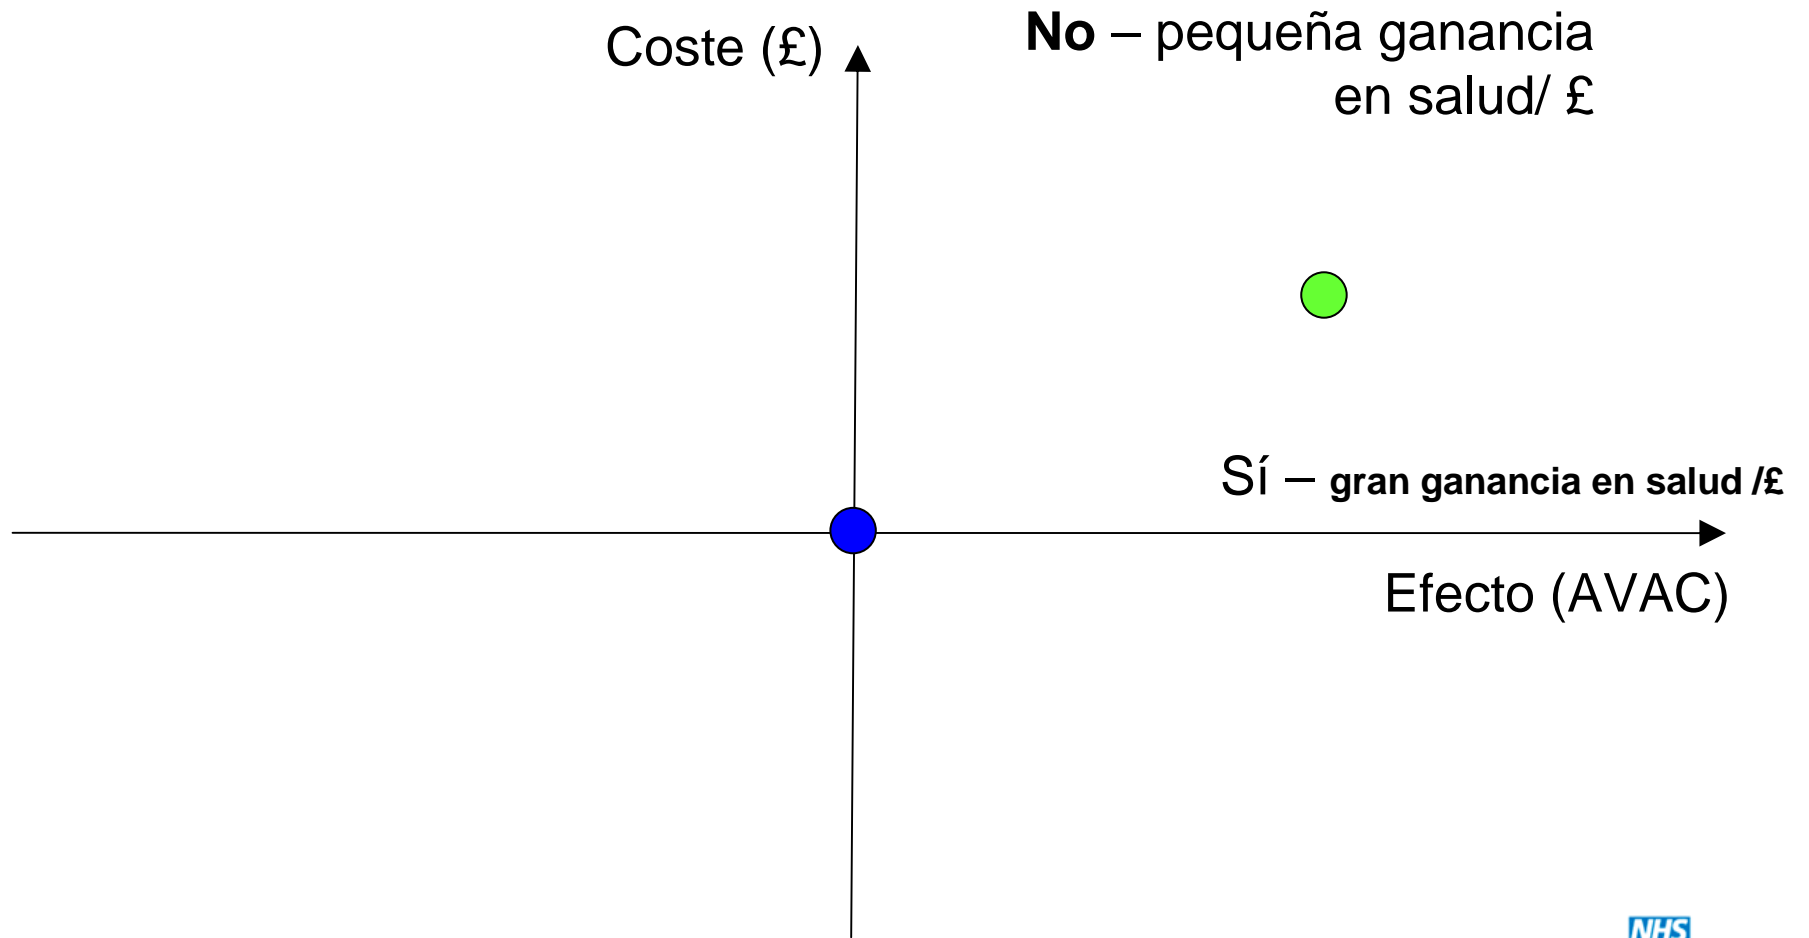 Coste (£)
No – pequeña ganancia
en salud/ £
Sí – gran ganancia en salud /£
Efecto (AVAC)
NHS